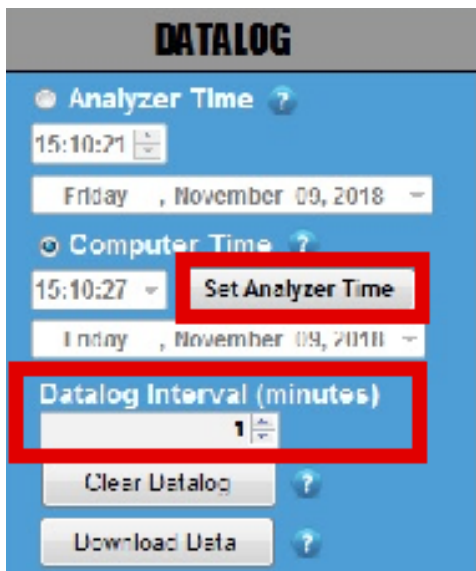 DATALOG
Analyzer Time ?
15:10:21
Friday , November 09, 2018
Computer Time ?
15:10:27 Set Analyzer Time
Friday , November 09, 2018
Datalog Interval (minutes)
1
Clear Datalog ?
Download Data ?